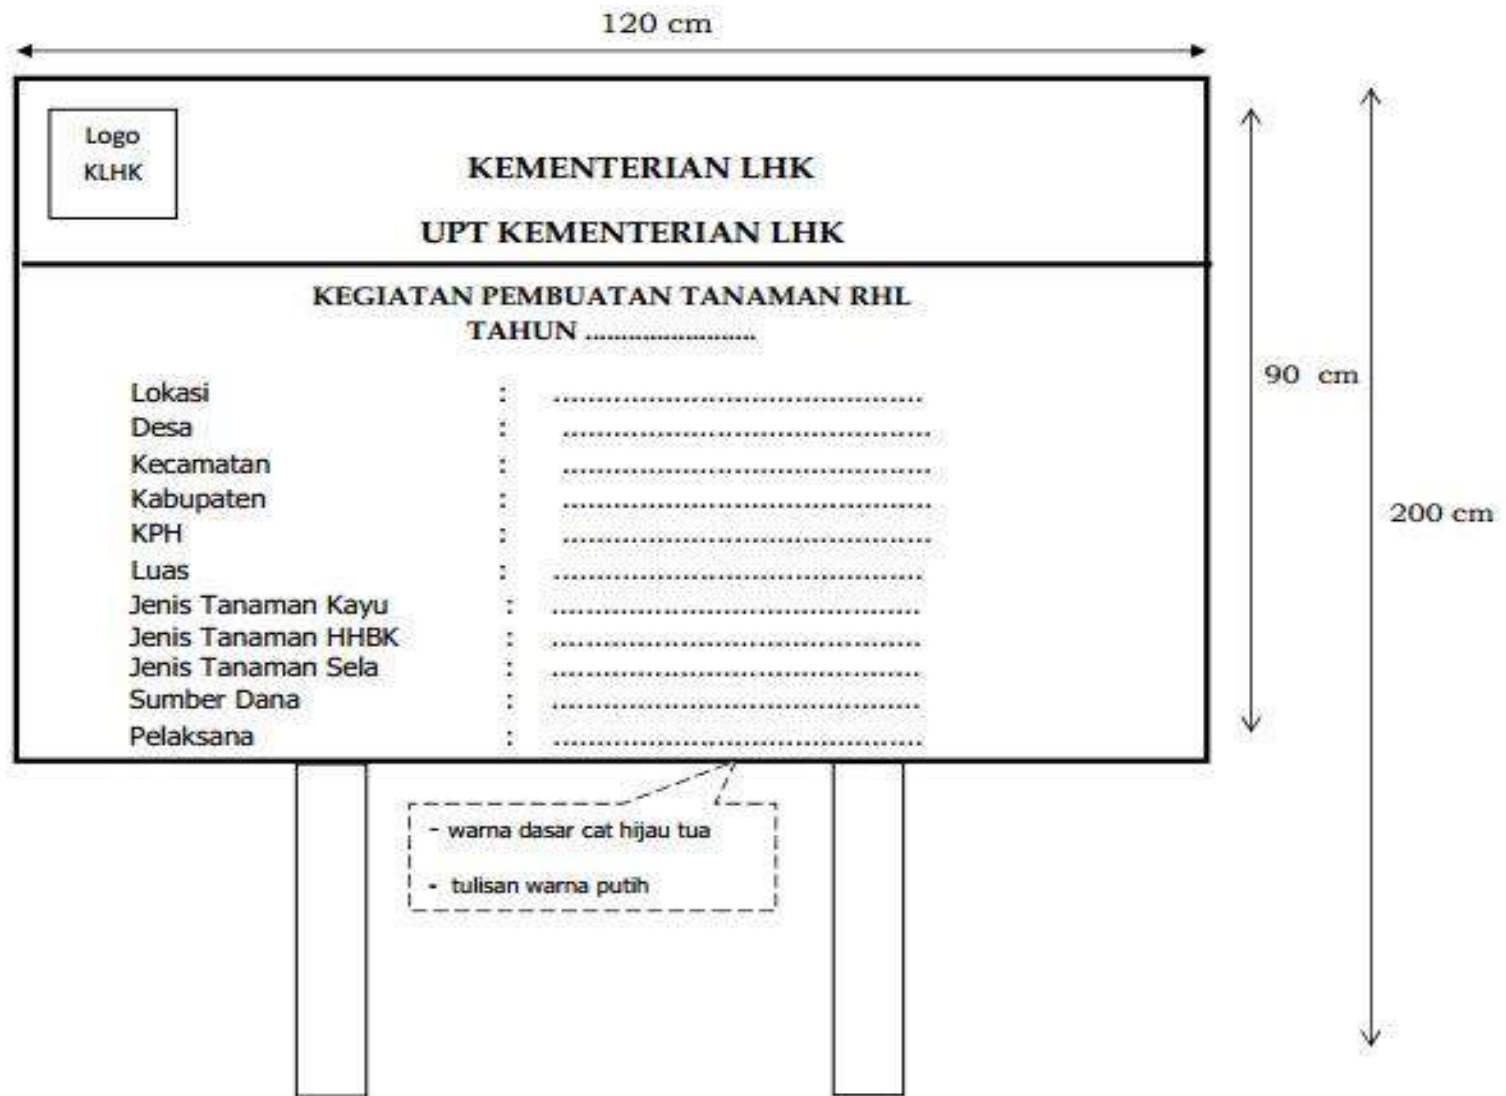 120 cm
Logo
KLHK
KEMENTERIAN LHK
UPT KEMENTERIAN LHK
KEGIATAN PEMBUATAN TANAMAN RHL
TAHUN ........................
Lokasi : ............................................
Desa : ............................................
Kecamatan : ............................................
Kabupaten : ............................................
KPH : ............................................
Luas : ............................................
Jenis Tanaman Kayu : ............................................
Jenis Tanaman HHBK : ............................................
Jenis Tanaman Sela : ............................................
Sumber Dana : ............................................
Pelaksana : ............................................
90 cm
200 cm
- warna dasar cat hijau tua
- tulisan warna putih